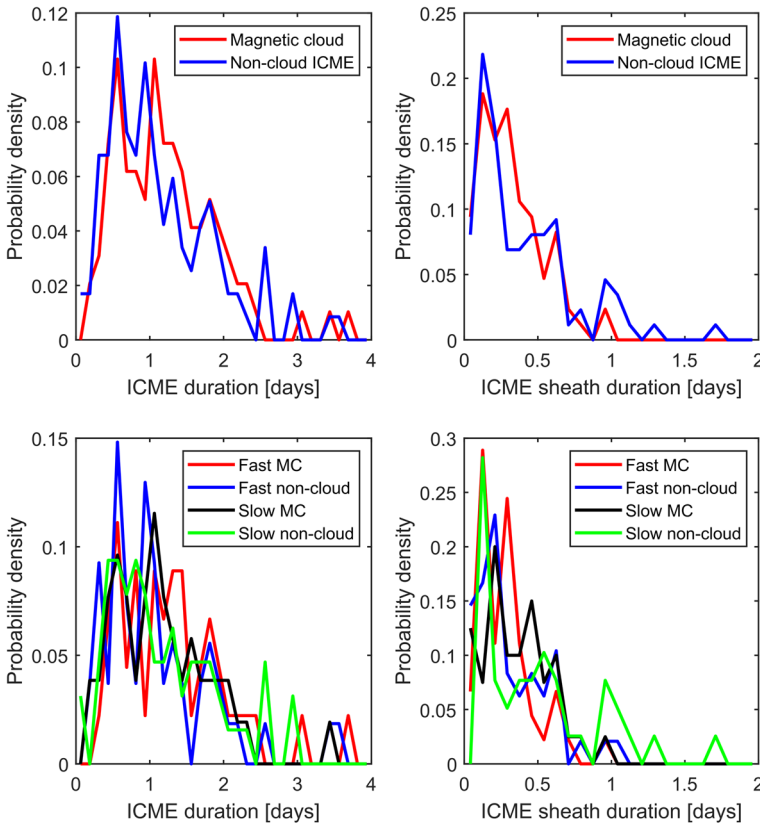 0.12
0.1
0.08
0.06
0.04
0.02
0
Probability density
Magnetic cloud
Non-cloud ICME
0 1 2 3 4
ICME duration [days]
0.25
0.2
0.15
0.1
0.05
0
Probability density
Magnetic cloud
Non-cloud ICME
0 0.5 1 1.5 2
ICME sheath duration [days]
0.15
0.1
0.05
0
Probability density
Fast MC
Fast non-cloud
Slow MC
Slow non-cloud
0 1 2 3 4
ICME duration [days]
0.3
0.25
0.2
0.15
0.1
0.05
0
Probability density
Fast MC
Fast non-cloud
Slow MC
Slow non-cloud
0 0.5 1 1.5 2
ICME sheath duration [days]